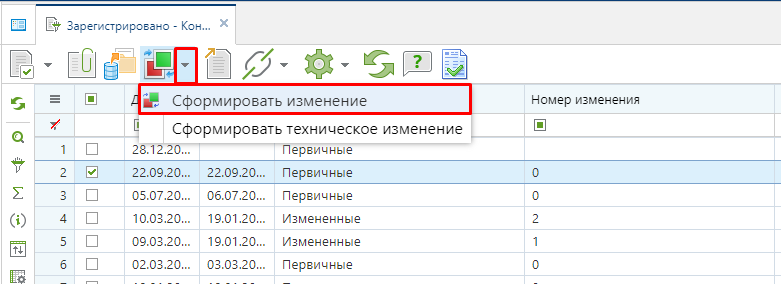 Зарегистрировано - Кон...
Сформировать изменение
Сформировать техническое изменение
Д
Номер изменения
1 28.12.20... Первичные
2 22.09.20... 22.09.20... Первичные 0
3 05.07.20... 06.07.20... Первичные 0
4 10.03.20... 19.01.20... Измененные 2
5 09.03.20... 19.01.20... Измененные 1
6 02.03.20... 03.03.20... Первичные 0